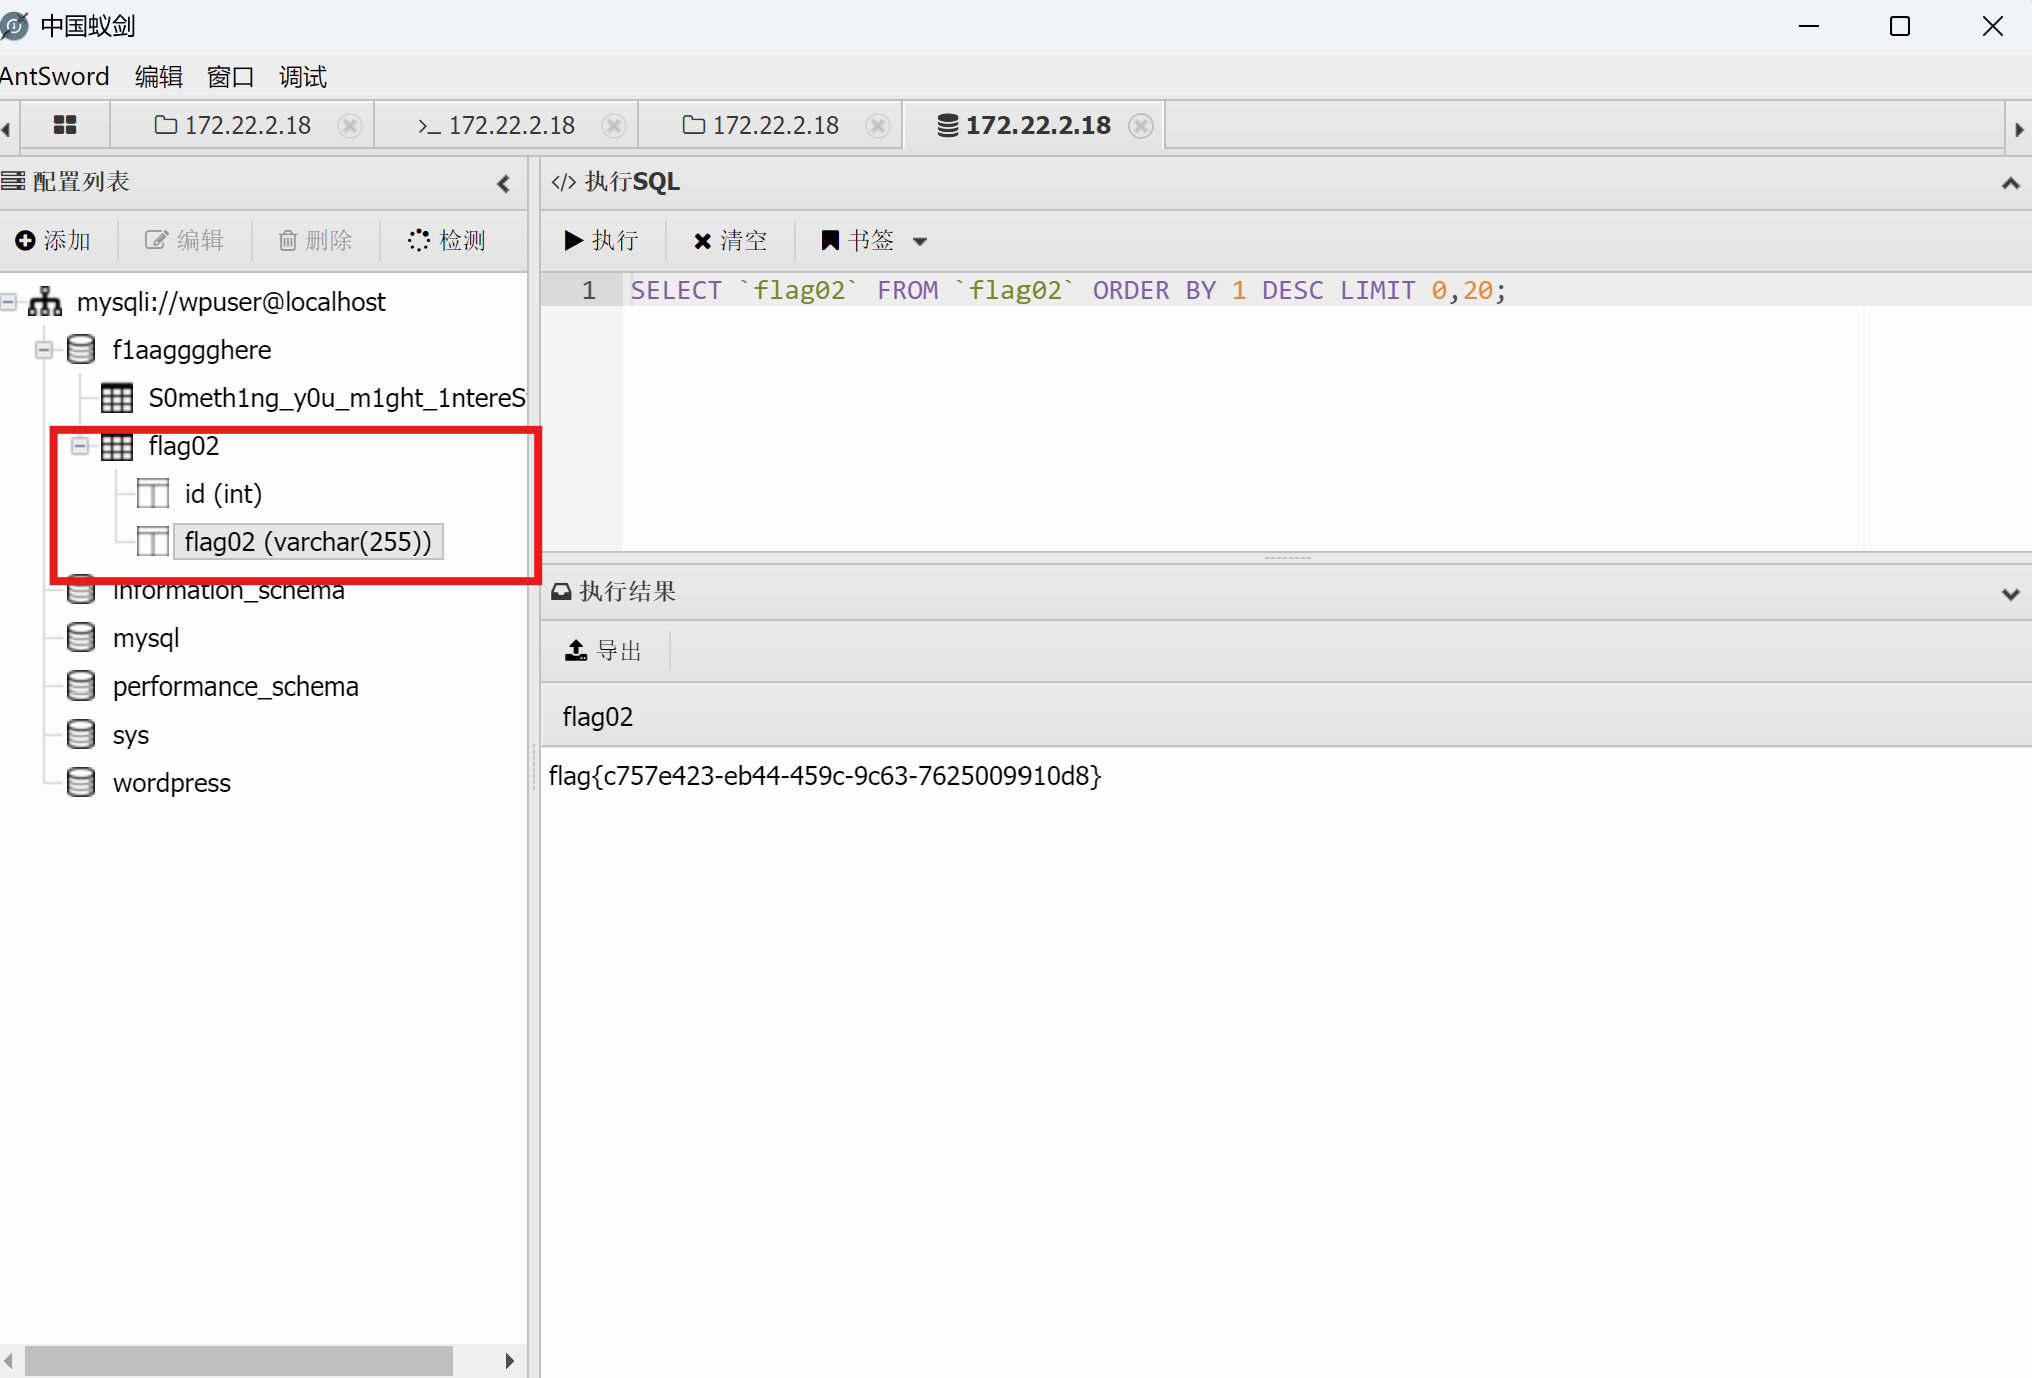 中国蚁剑
AntSword 编辑 窗口 调试
172.22.2.18 >_ 172.22.2.18 172.22.2.18 172.22.2.18
配置列表
添加 编辑 删除 检测
mysqli://wpuser@localhost
f1aagggghere
S0meth1ng_y0u_m1ght_1ntereS
flag02
id (int)
flag02 (varchar(255))
information_schema
mysql
performance_schema
sys
wordpress
</> 执行SQL
执行 清空 书签
1 SELECT `flag02` FROM `flag02` ORDER BY 1 DESC LIMIT 0,20;
执行结果
导出
flag02
flag{c757e423-eb44-459c-9c63-7625009910d8}